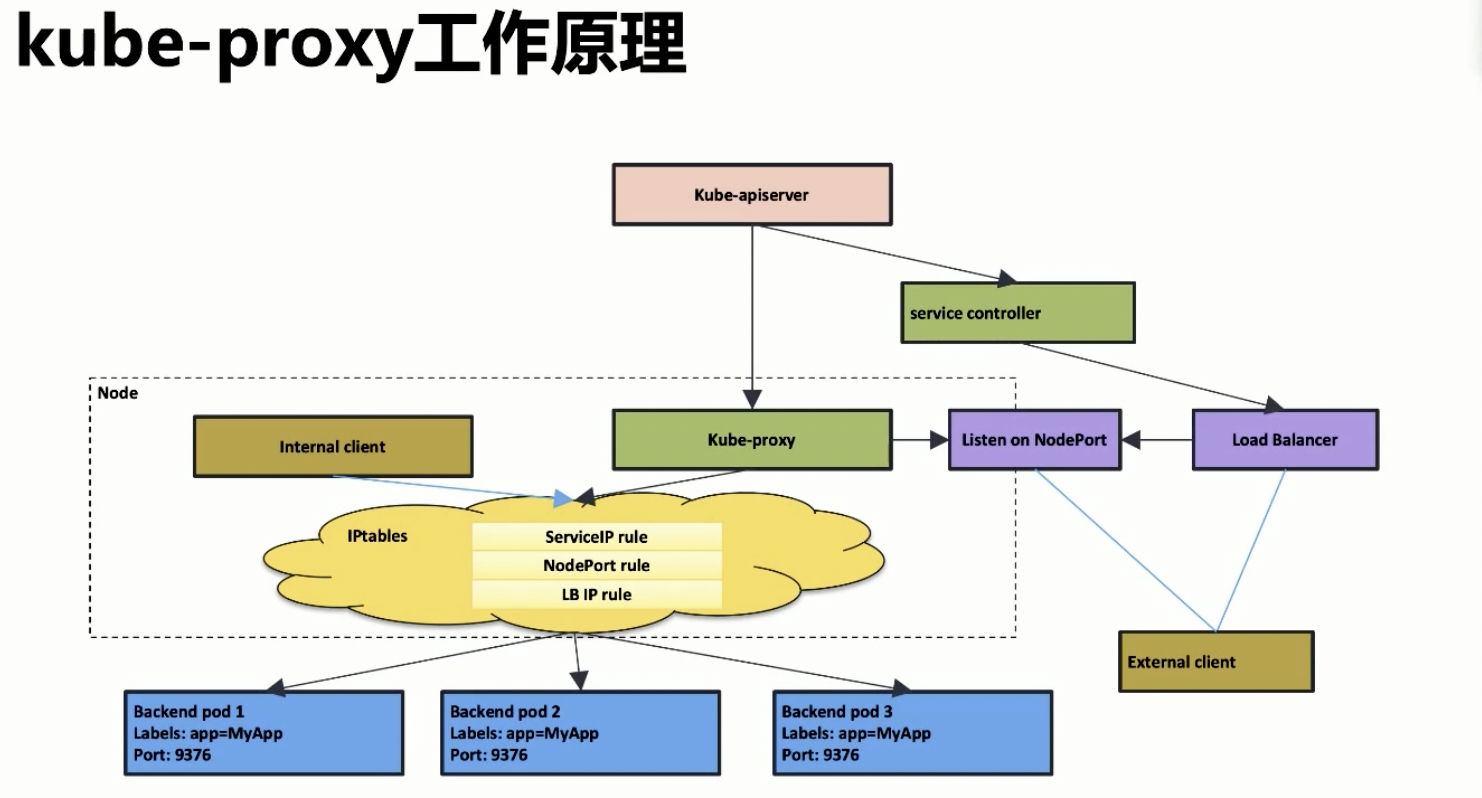 kube-proxy工作原理
Kube-apiserver
service controller
Node
Internal client
Kube-proxy
Listen on NodePort
Load Balancer
IPtables
ServiceIP rule
NodePort rule
LB IP rule
External client
Backend pod 1
Labels: app=MyApp
Port: 9376
Backend pod 2
Labels: app=MyApp
Port: 9376
Backend pod 3
Labels: app=MyApp
Port: 9376